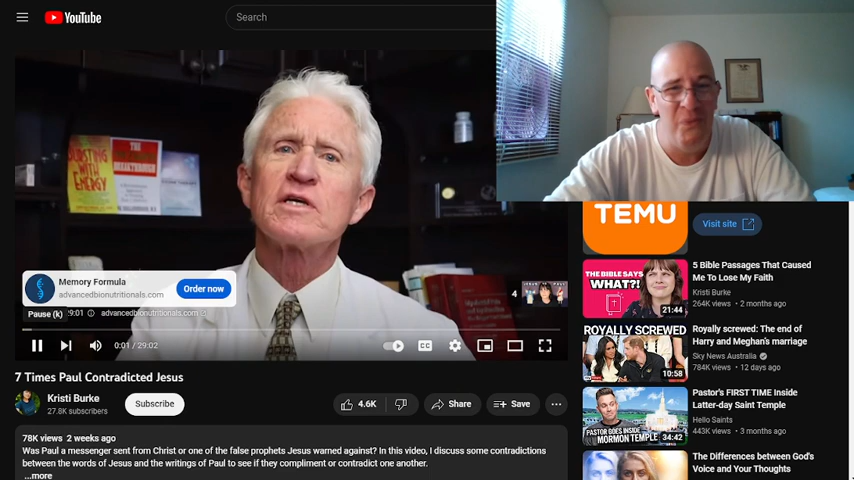 YouTube
Search
BURSTING
WITH
ENERGY
THE
Memory Formula
advancedbionutritionals.com
Order now
Pause (k)
29:01
advancedbionutritionals.com
4
0:01 / 29:02
CC
7 Times Paul Contradicted Jesus
Kristi Burke
27.8K subscribers
Subscribe
4.6K
Share
Save
78K views 2 weeks ago
Was Paul a messenger sent from Christ or one of the false prophets Jesus warned against? In this video, I discuss some contradictions
between the words of Jesus and the writings of Paul to see if they compliment or contradict one another.
...more
TEMU
Visit site
THE BIBLE SAYS
WHAT?!
21:44
5 Bible Passages That Caused
Me To Lose My Faith
Kristi Burke
264K views • 2 months ago
ROYALLY SCREWED
10:58
Royally screwed: The end of
Harry and Meghan's marriage
Sky News Australia
784K views • 12 days ago
PASTOR GOES INSIDE
MORMON TEMPLE
34:42
Pastor's FIRST TIME Inside
Latter-day Saint Temple
Hello Saints
443K views • 3 months ago
The Differences between God's
Voice and Your Thoughts